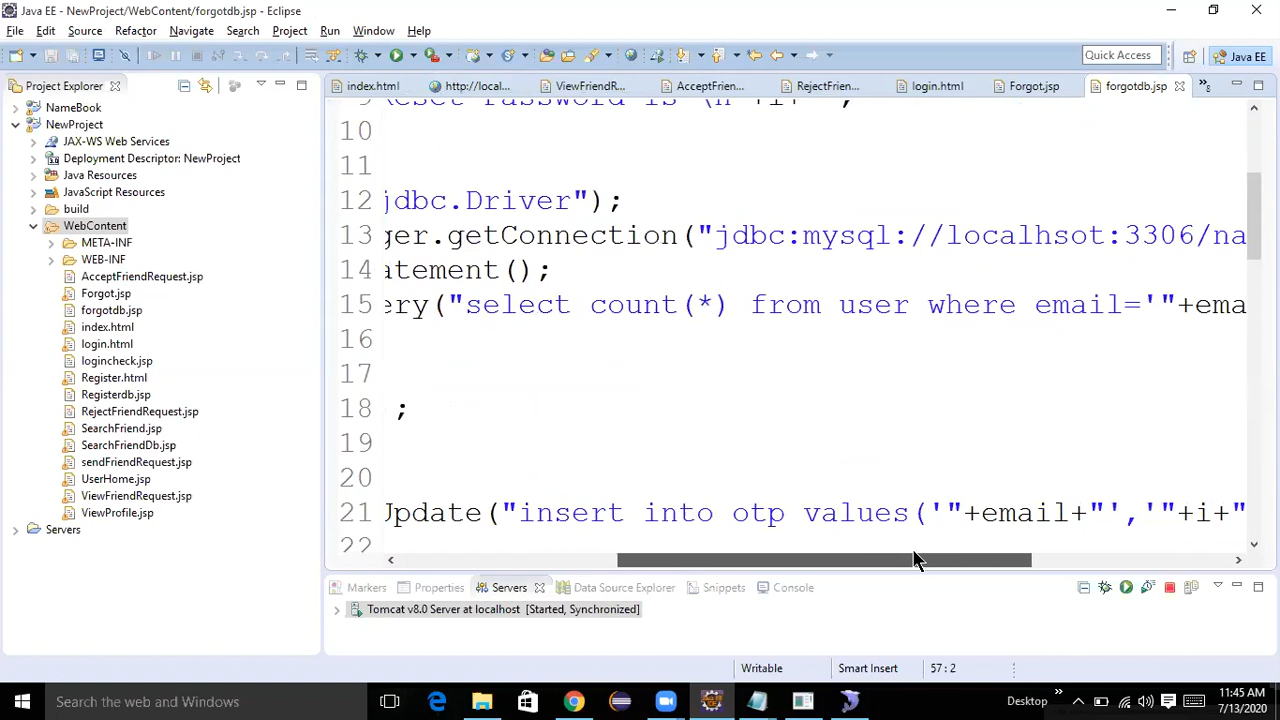 Java EE - NewProject/WebContent/forgotdb.jsp - Eclipse
File Edit Source Refactor Navigate Search Project Run Window Help
Quick Access
Java EE
Project Explorer
NameBook
NewProject
JAX-WS Web Services
Deployment Descriptor: NewProject
Java Resources
JavaScript Resources
build
WebContent
META-INF
WEB-INF
AcceptFriendRequest.jsp
Forgot.jsp
forgotdb.jsp
index.html
login.html
logincheck.jsp
Register.html
Registerdb.jsp
RejectFriendRequest.jsp
SearchFriend.jsp
SearchFriendDb.jsp
sendFriendRequest.jsp
UserHome.jsp
ViewFriendRequest.jsp
ViewProfile.jsp
Servers
index.html http://local... ViewFriendR... AcceptFrien... RejectFrien... login.html Forgot.jsp forgotdb.jsp
10
11
12 jdbc.Driver");
13 ger.getConnection("jdbc:mysql://localhsot:3306/na
14 atement();
15 ery("select count(*) from user where email='"+ema
16
17
18 ;
19
20
21 Update("insert into otp values('"+email+"','"+i+"
22
Markers Properties Servers Data Source Explorer Snippets Console
Tomcat v8.0 Server at localhost [Started, Synchronized]
Writable Smart Insert 57 : 2
Search the web and Windows
Desktop
11:45 AM
7/13/2020